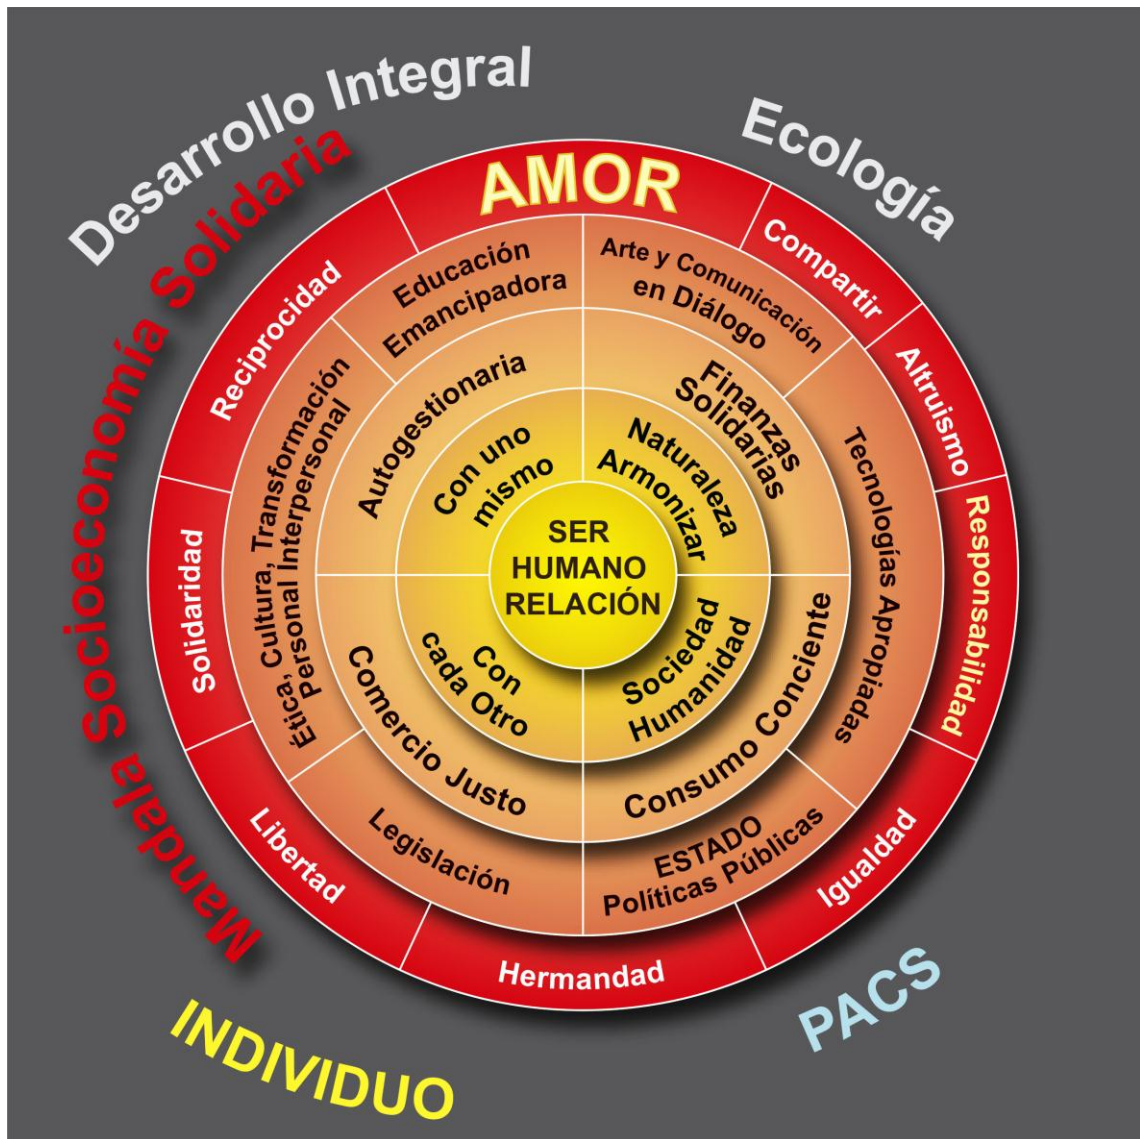 Desarrollo Integral
Ecología
Mandala Socioeconomía Solidaria
AMOR
Compartir
Altruismo
Responsabilidad
Igualdad
Hermandad
Libertad
Solidaridad
Reciprocidad
Educación
Emancipadora
Arte y Comunicación
en Diálogo
Tecnologías Apropiadas
ESTADO
Políticas Públicas
Legislación
Ética, Cultura, Transformación
Personal Interpersonal
Autogestionaria
Finanzas
Solidarias
Consumo Conciente
Comercio Justo
Con uno
mismo
Naturaleza
Armonizar
Sociedad
Humanidad
Con
cada Otro
SER
HUMANO
RELACIÓN
INDIVIDUO
PACS